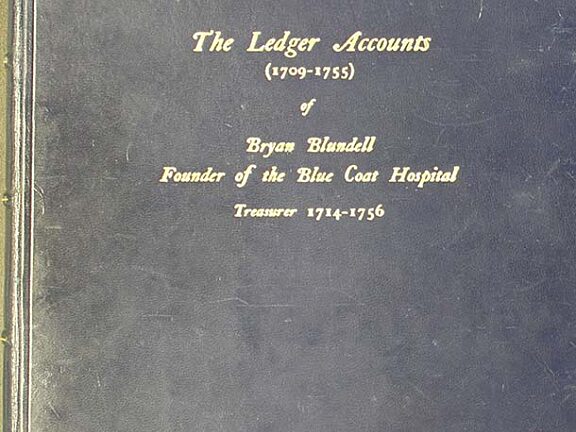 The Ledger Accounts
(1709-1755)
of
Bryan Blundell
Founder of the Blue Coat Hospital
Treasurer 1714-1756